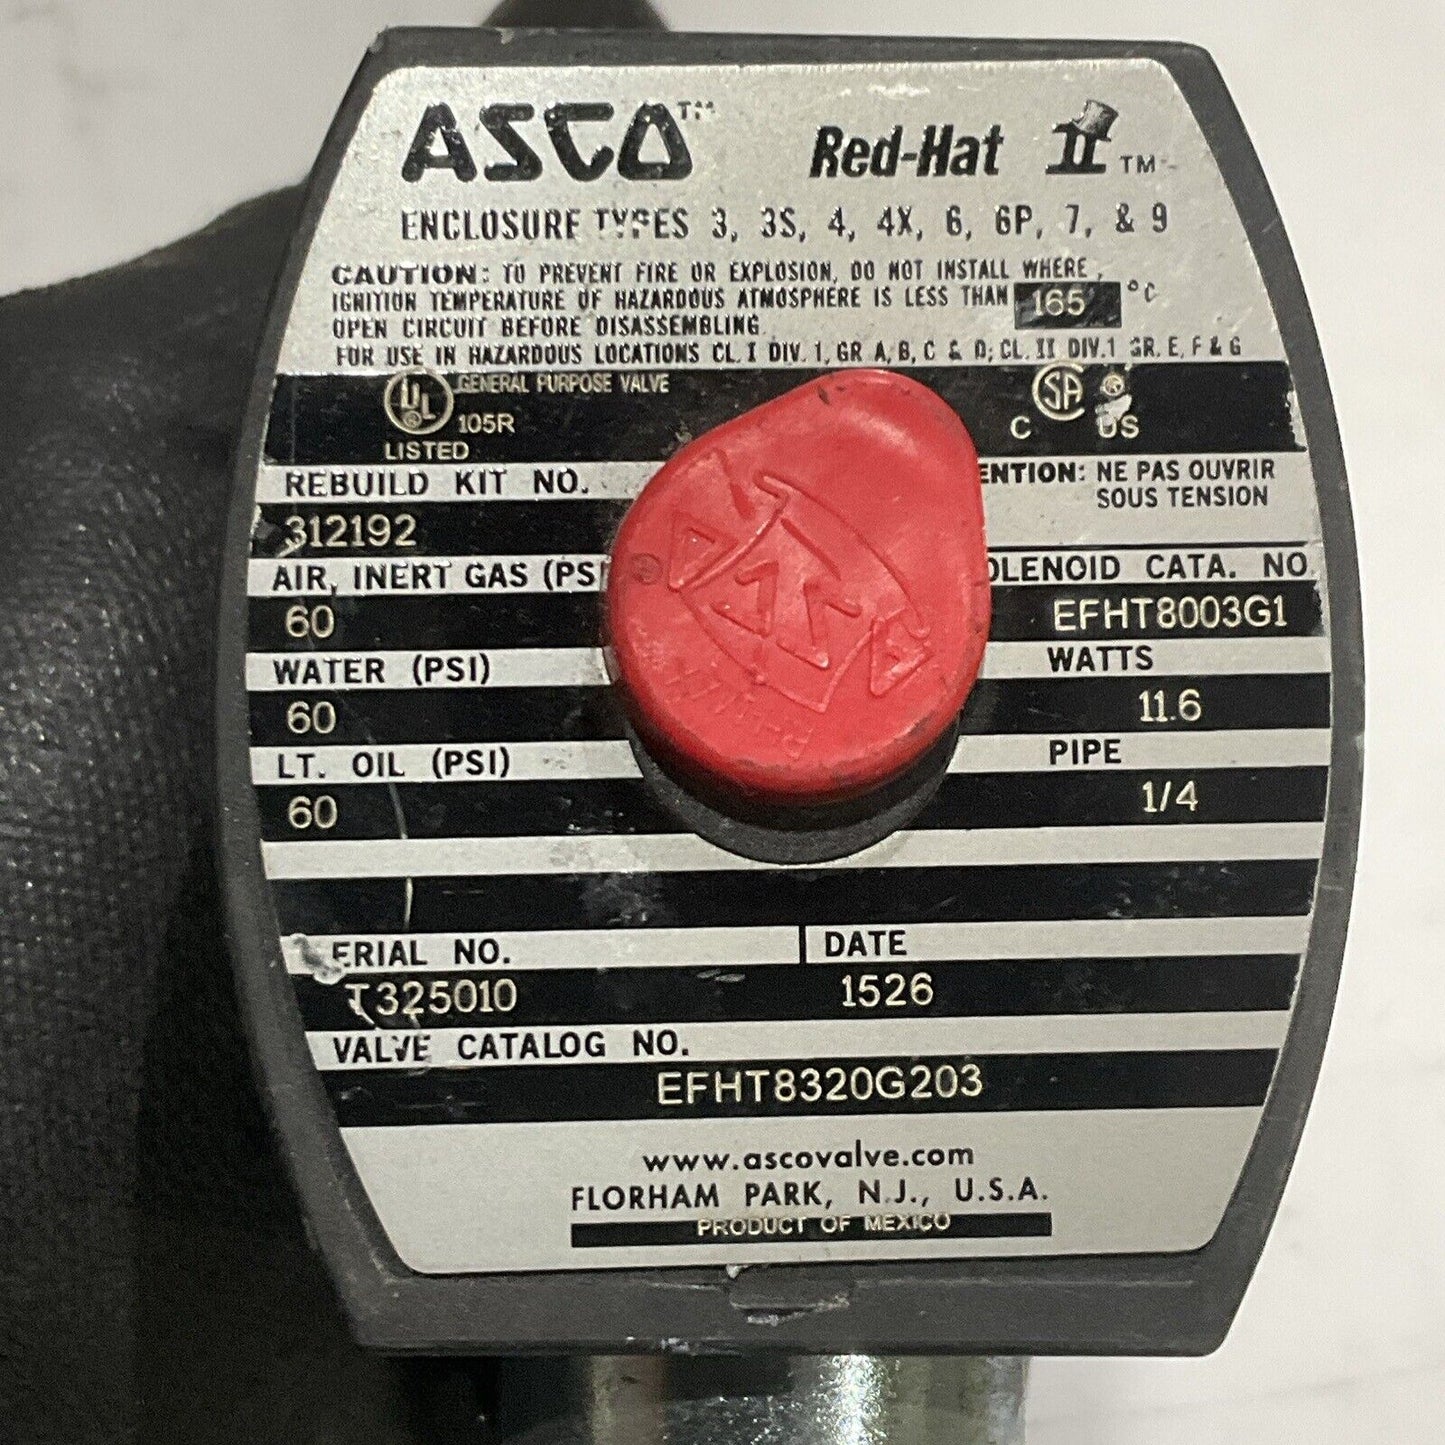 ASCO™
Red-Hat II™
ENCLOSURE TYPES 3, 3S, 4, 4X, 6, 6P, 7, & 9
CAUTION: TO PREVENT FIRE OR EXPLOSION, DO NOT INSTALL WHERE
IGNITION TEMPERATURE OF HAZARDOUS ATMOSPHERE IS LESS THAN 165 °C
OPEN CIRCUIT BEFORE DISASSEMBLING.
FOR USE IN HAZARDOUS LOCATIONS CL. I DIV. 1, GR A, B, C & D; CL. II DIV.1 GR. E, F & G
UL ® LISTED
GENERAL PURPOSE VALVE
105R
C SA ® US
REBUILD KIT NO.
312192
ENTION: NE PAS OUVRIR
SOUS TENSION
AIR, INERT GAS (PS
60
OLENOID CATA. NO
EFHT8003G1
WATER (PSI)
60
WATTS
11.6
LT. OIL (PSI)
60
PIPE
1/4
ASCO
ERIAL NO.
T325010
DATE
1526
VALVE CATALOG NO.
EFHT8320G203
www.ascovalve.com
FLORHAM PARK, N.J., U.S.A.
PRODUCT OF MEXICO